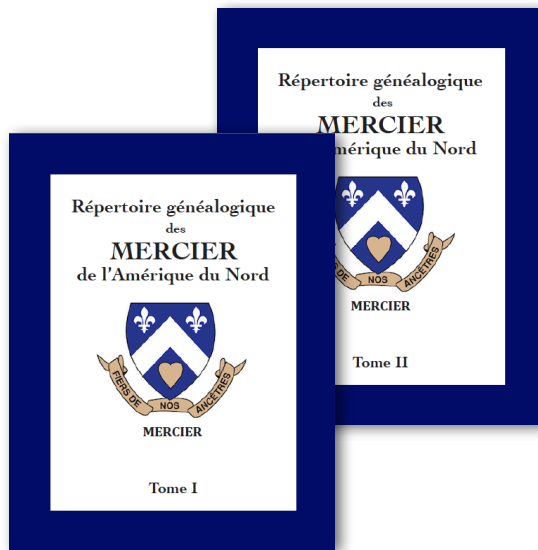 Répertoire généalogique
des
MERCIER
mérique du Nord
DE NOS ANCÊTRES
MERCIER
Tome II
Répertoire généalogique
des
MERCIER
de l'Amérique du Nord
FIERS DE NOS ANCÊTRES
MERCIER
Tome I